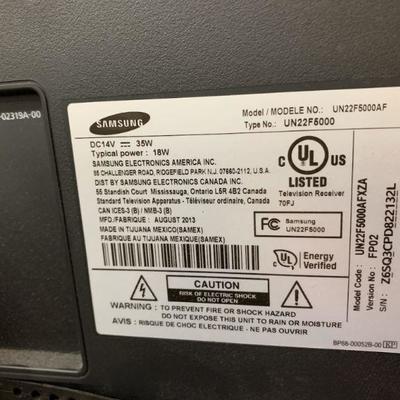 -02319A-00
SAMSUNG
Model / MODELE NO.: UN22F5000AF
Type No.: UN22F5000
DC14V ⎓ 35W
Typical power : 18W
SAMSUNG ELECTRONICS AMERICA INC.
85 CHALLENGER ROAD, RIDGEFIELD PARK N.J. 07660-2112, U.S.A.
DIST BY SAMSUNG ELECTRONICS CANADA INC.
55 Standish Court Mississauga, Ontario L5R 4B2 Canada
Standard Television Apparatus - Téléviseur ordinaire, Canada
CAN ICES-3 (B) / NMB-3 (B)
MFD./FABRIQUE : AUGUST 2013
MADE IN TIJUANA MEXICO(SAMEX)
FABRIQUE AU TIJUANA MEXIQUE(SAMEX)
C UL US
LISTED
Television Receiver
70FJ
FC Samsung
UN22F5000
UL Energy
Verified
Model Code : UN22F5000AFXZA
Version No : FP02
S/N : Z6SQ3CPD822132L
CAUTION
RISK OF ELECTRIC SHOCK
DO NOT OPEN
WARNING : TO PREVENT FIRE OR SHOCK HAZARD
DO NOT EXPOSE THIS UNIT TO RAIN OR MOISTURE
AVIS : RISQUE DE CHOC ELECTRIQUE-NE PAS OUVRIR
BP68-00052B-00 KP